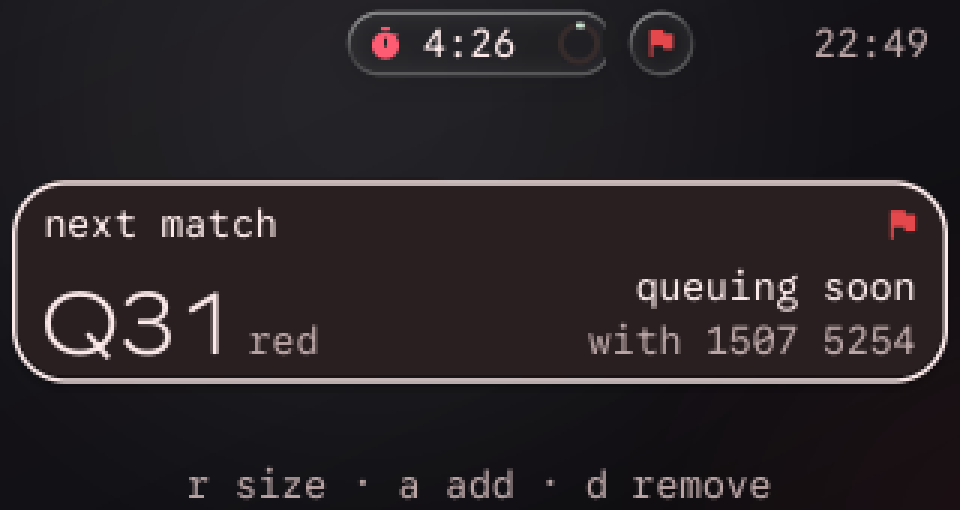 4:26 22:49
next match
queuing soon
Q31 red with 1507 5254
r size · a add · d remove